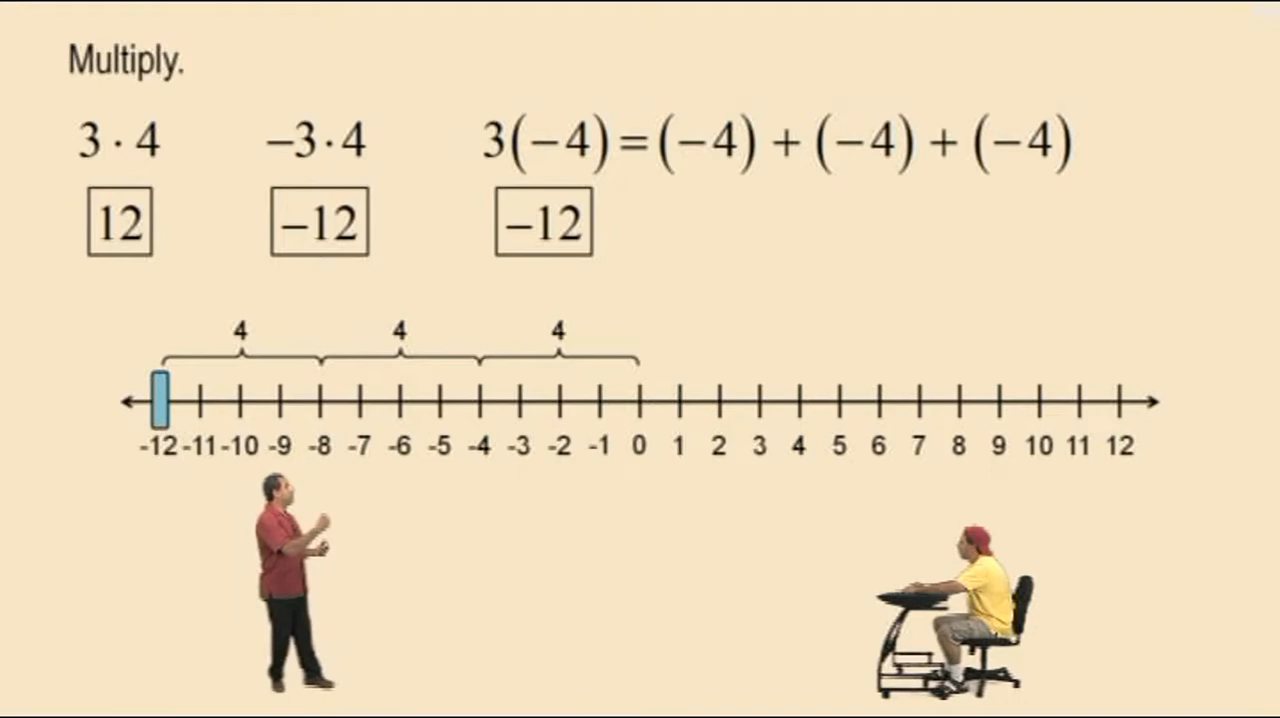 Multiply.
3 · 4 −3 · 4 3(−4) = (−4) + (−4) + (−4)
12 −12 −12
4 4 4
-12 -11 -10 -9 -8 -7 -6 -5 -4 -3 -2 -1 0 1 2 3 4 5 6 7 8 9 10 11 12